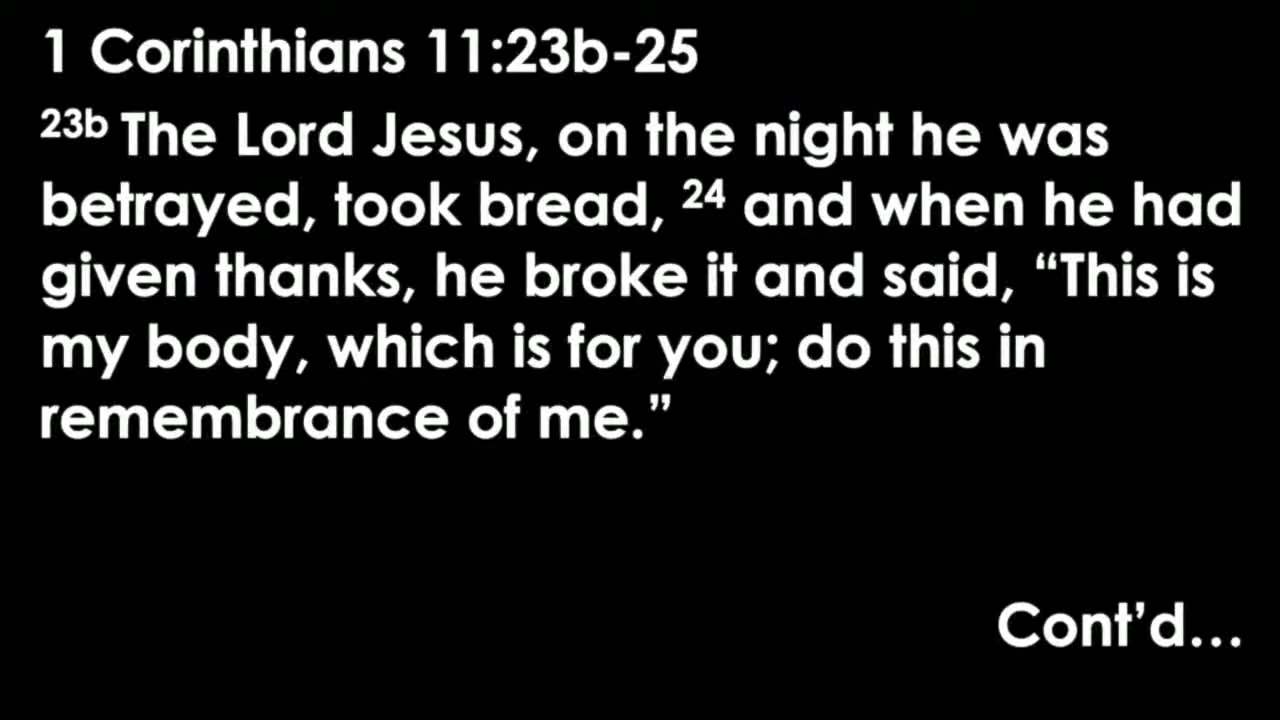 1 Corinthians 11:23b-25
23b The Lord Jesus, on the night he was
betrayed, took bread, 24 and when he had
given thanks, he broke it and said, “This is
my body, which is for you; do this in
remembrance of me.”
Cont’d...